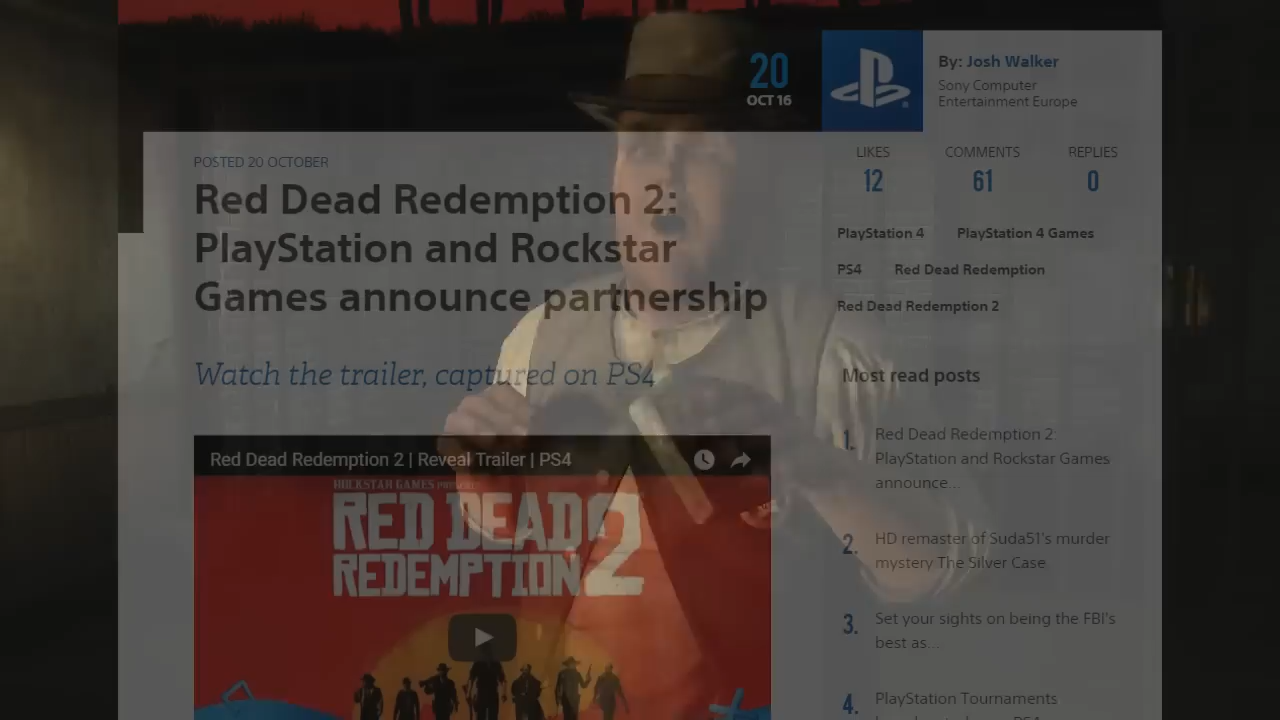 20
OCT 16
By: Josh Walker
Sony Computer
Entertainment Europe
POSTED 20 OCTOBER
Red Dead Redemption 2:
PlayStation and Rockstar
Games announce partnership
Watch the trailer, captured on PS4
Red Dead Redemption 2 | Reveal Trailer | PS4
ROCKSTAR GAMES
RED DEAD
REDEMPTION 2
LIKES COMMENTS REPLIES
12 61 0
PlayStation 4 PlayStation 4 Games
PS4 Red Dead Redemption
Red Dead Redemption 2
Most read posts
1. Red Dead Redemption 2:
PlayStation and Rockstar Games
announce...
2. HD remaster of Suda51's murder
mystery The Silver Case
3. Set your sights on being the FBI's
best as...
4. PlayStation Tournaments